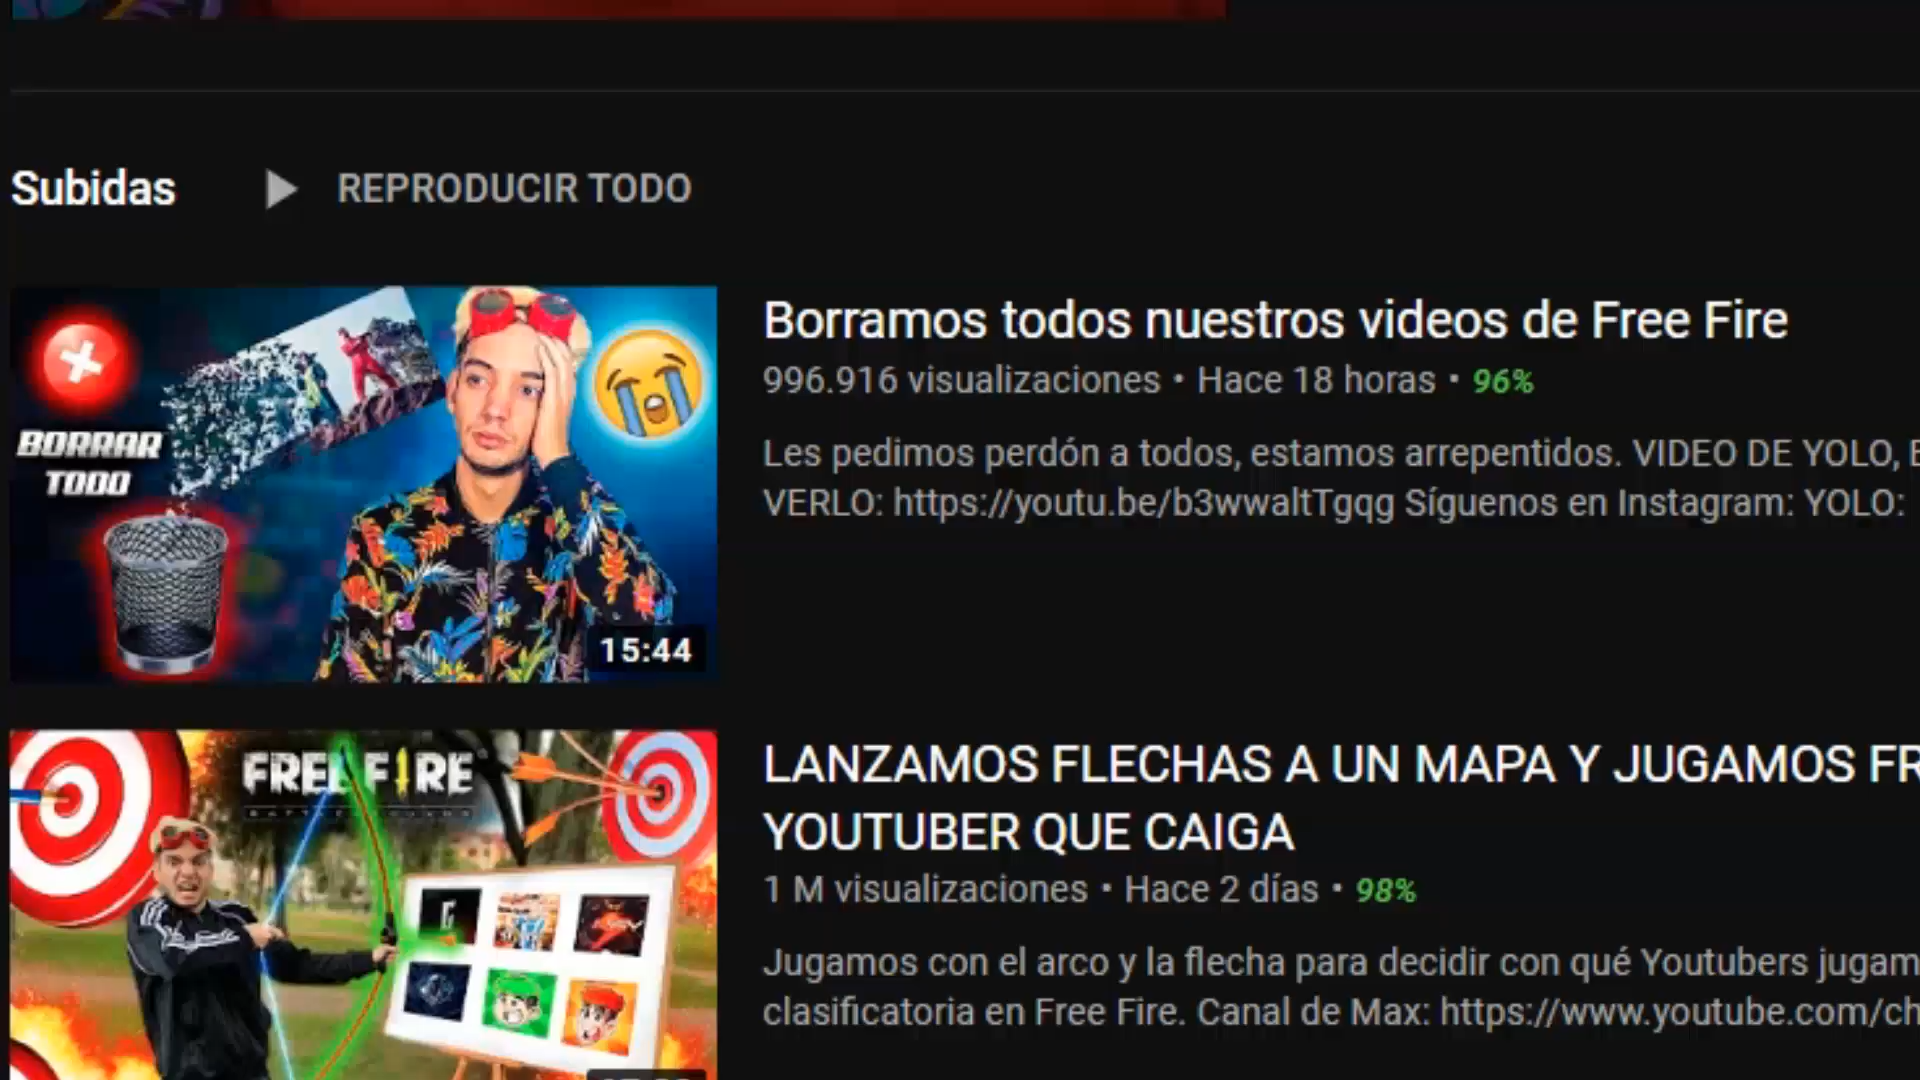 Subidas
REPRODUCIR TODO
BORRAR
TODO
15:44
Borramos todos nuestros videos de Free Fire
996.916 visualizaciones • Hace 18 horas • 96%
Les pedimos perdón a todos, estamos arrepentidos. VIDEO DE YOLO,
VERLO: https://youtu.be/b3wwaltTgqg Síguenos en Instagram: YOLO:
FREE FIRE
LANZAMOS FLECHAS A UN MAPA Y JUGAMOS FR
YOUTUBER QUE CAIGA
1 M visualizaciones • Hace 2 días • 98%
Jugamos con el arco y la flecha para decidir con qué Youtubers jugam
clasificatoria en Free Fire. Canal de Max: https://www.youtube.com/ch